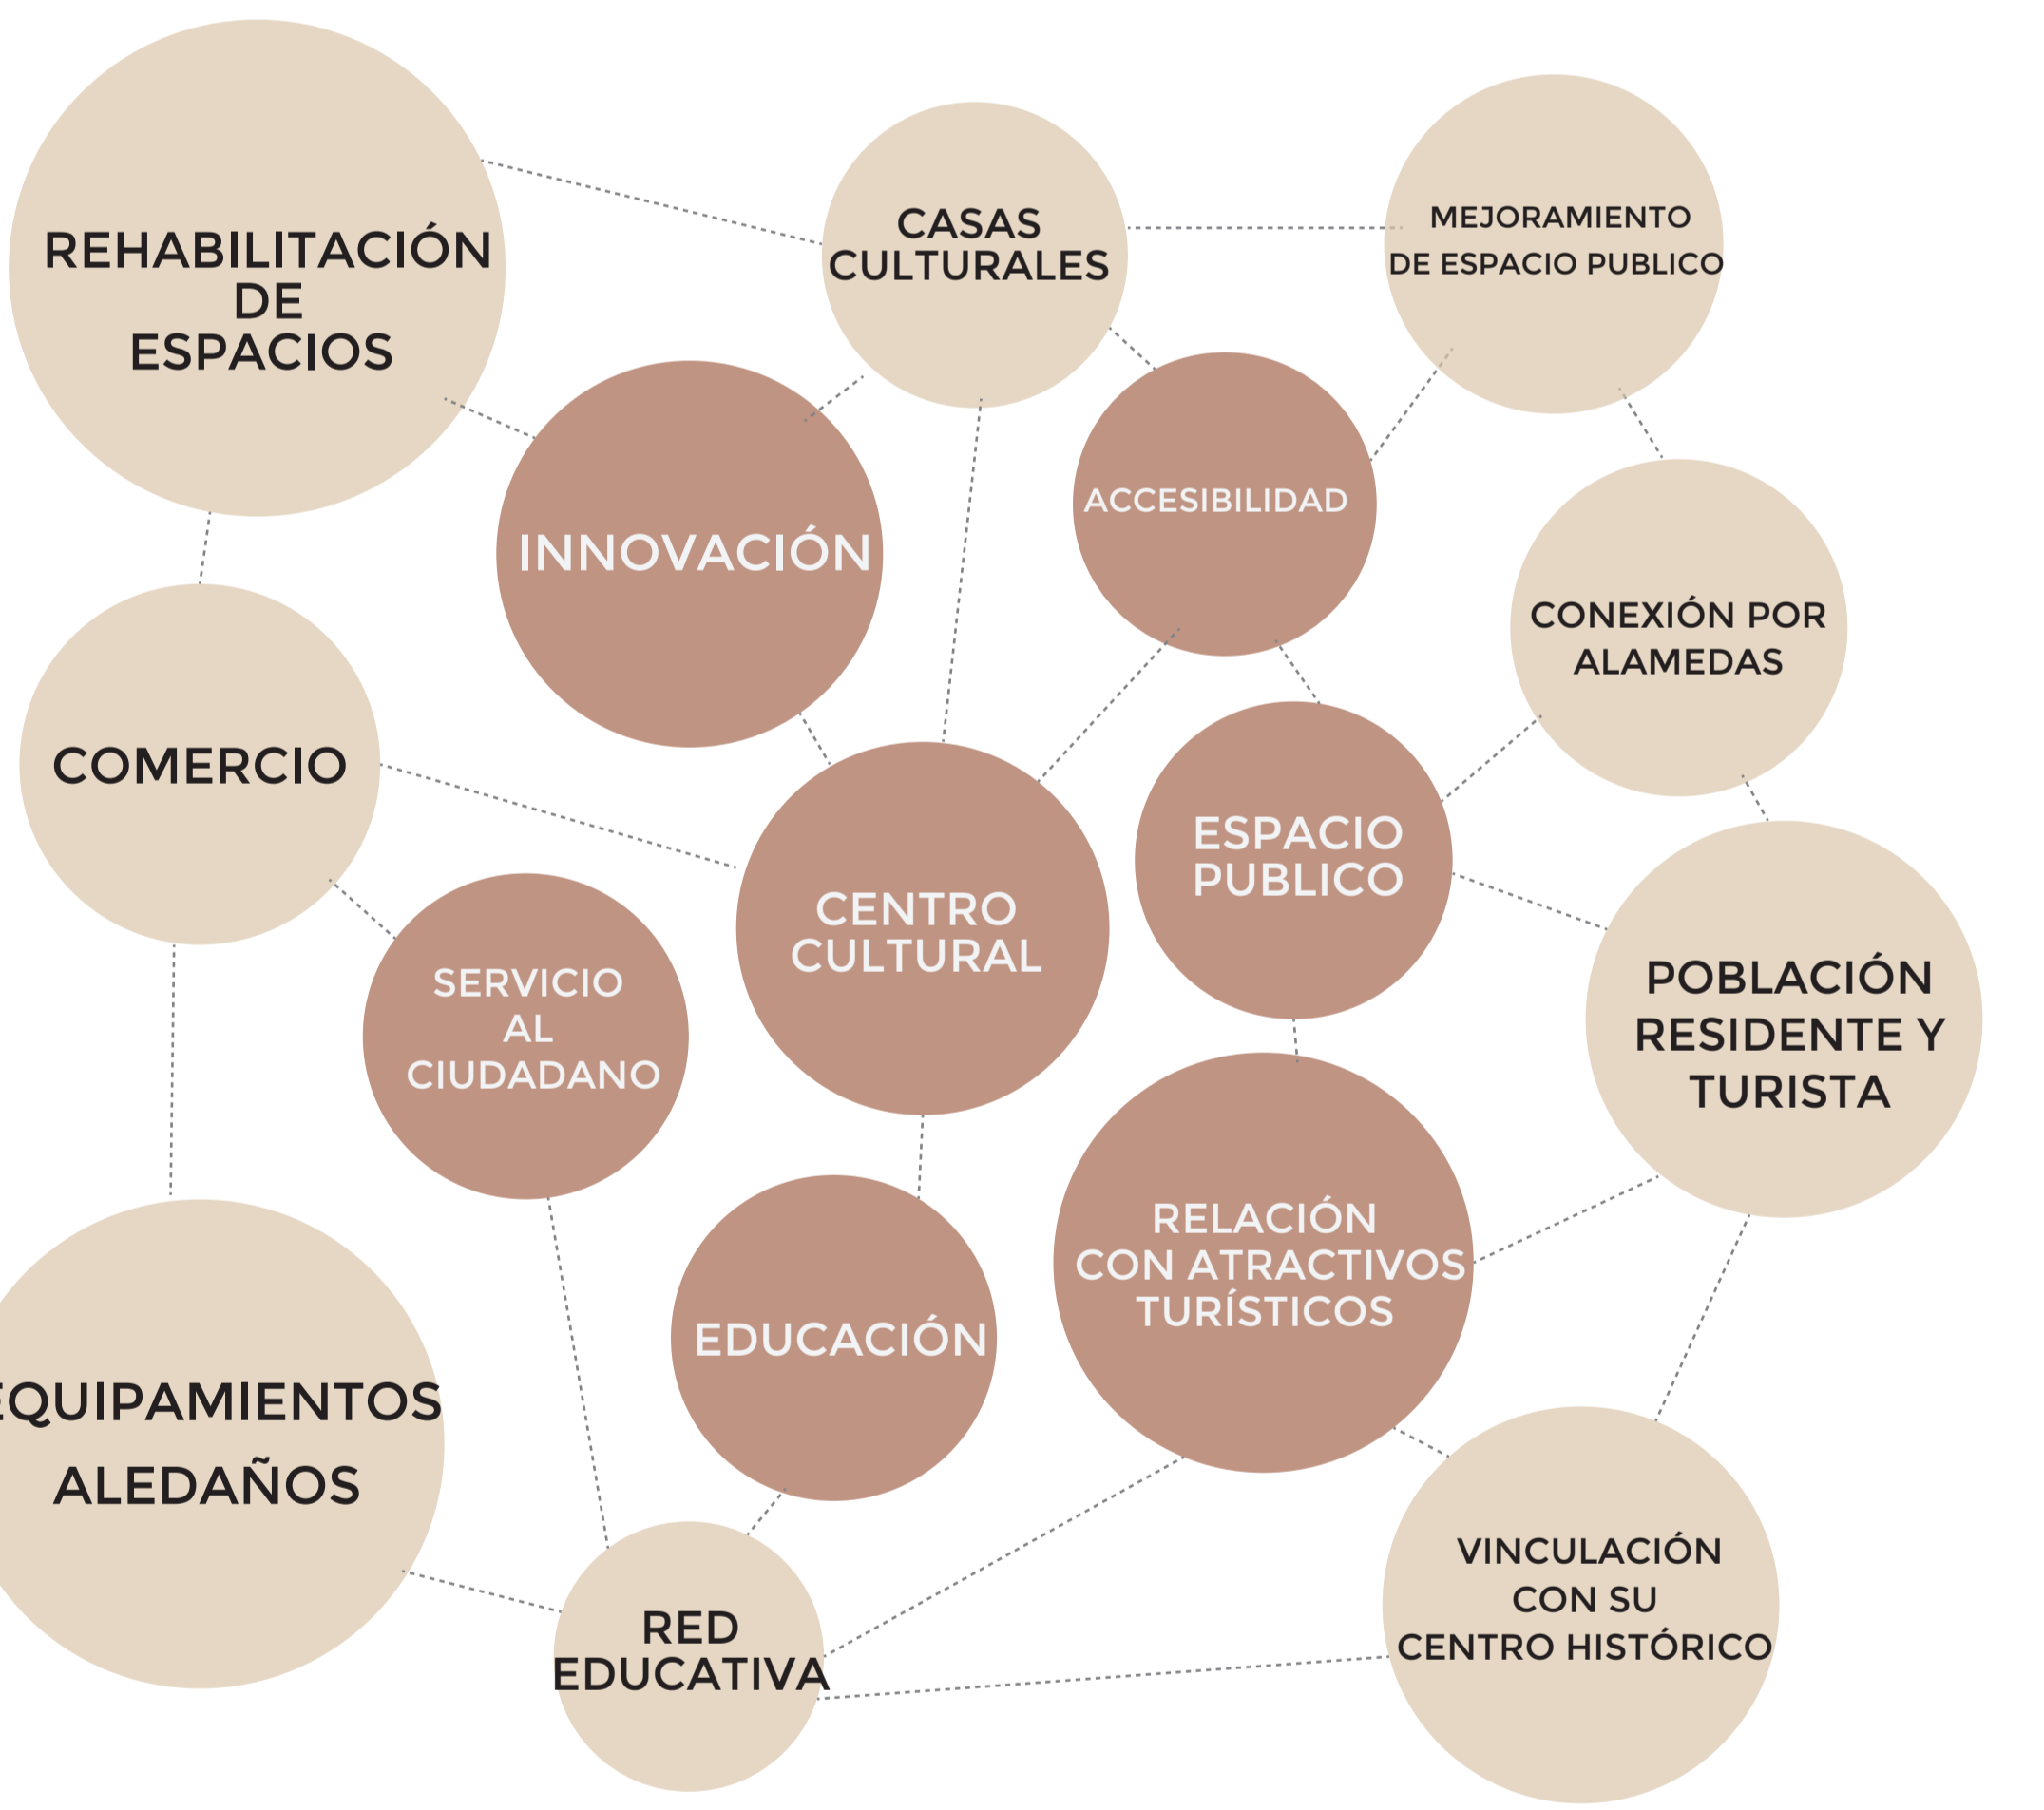 REHABILITACIÓN
DE
ESPACIOS
CASAS
CULTURALES
MEJORAMIENTO
DE ESPACIO PUBLICO
INNOVACIÓN
ACCESIBILIDAD
CONEXIÓN POR
ALAMEDAS
COMERCIO
ESPACIO
PUBLICO
CENTRO
CULTURAL
SERVICIO
AL
CIUDADANO
POBLACIÓN
RESIDENTE Y
TURISTA
RELACIÓN
CON ATRACTIVOS
TURÍSTICOS
EDUCACIÓN
EQUIPAMIENTOS
ALEDAÑOS
RED
EDUCATIVA
VINCULACIÓN
CON SU
CENTRO HISTÓRICO